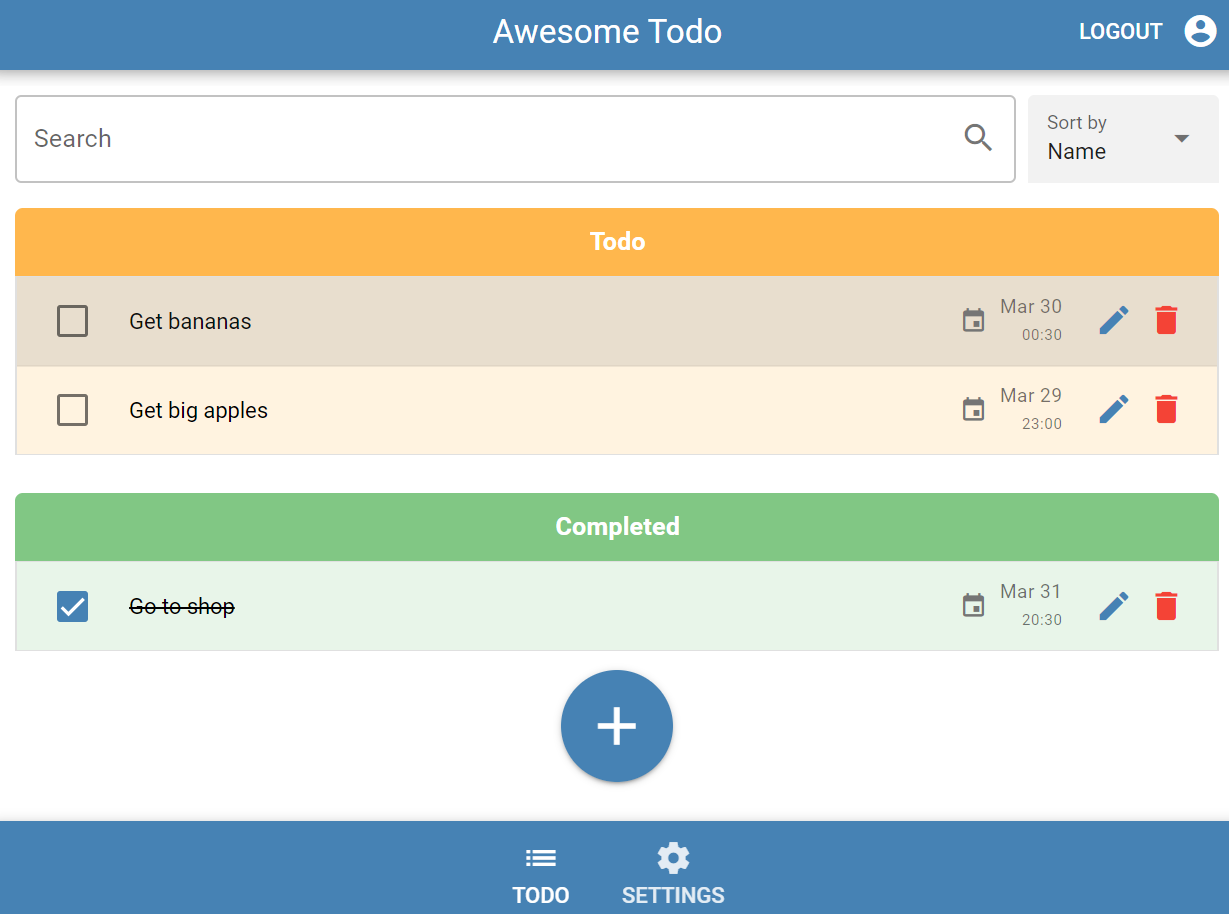 Awesome Todo
LOGOUT
Search
Sort by
Name
Todo
Get bananas
Mar 30
00:30
Get big apples
Mar 29
23:00
Completed
Go to shop
Mar 31
20:30
TODO
SETTINGS